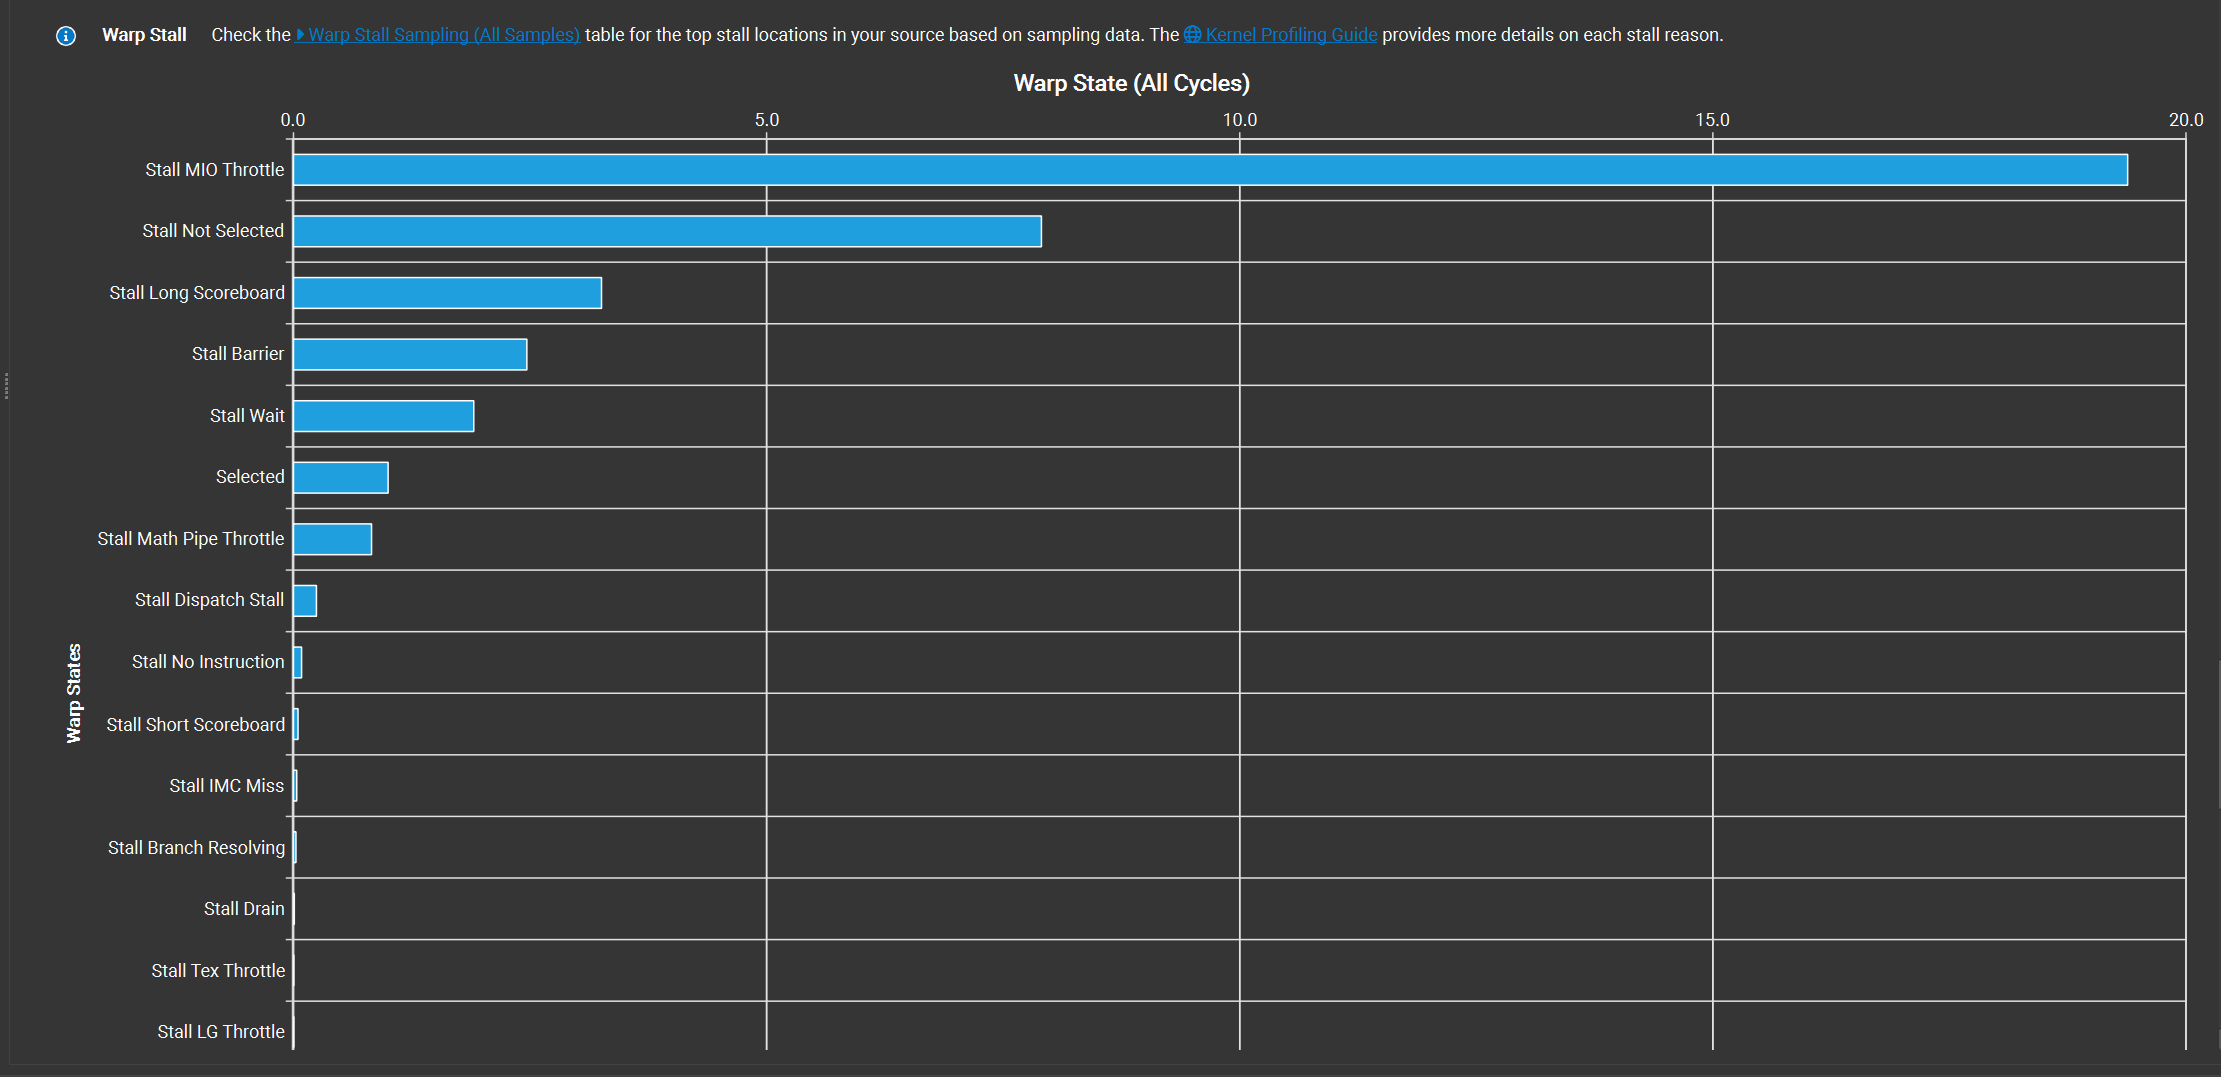 Warp Stall Check the Warp Stall Sampling (All Samples) table for the top stall locations in your source based on sampling data. The Kernel Profiling Guide provides more details on each stall reason.
Warp State (All Cycles)
0.0 5.0 10.0 15.0 20.0
Stall MIO Throttle
Stall Not Selected
Stall Long Scoreboard
Stall Barrier
Stall Wait
Selected
Stall Math Pipe Throttle
Stall Dispatch Stall
Stall No Instruction
Stall Short Scoreboard
Stall IMC Miss
Stall Branch Resolving
Stall Drain
Stall Tex Throttle
Stall LG Throttle
Warp States